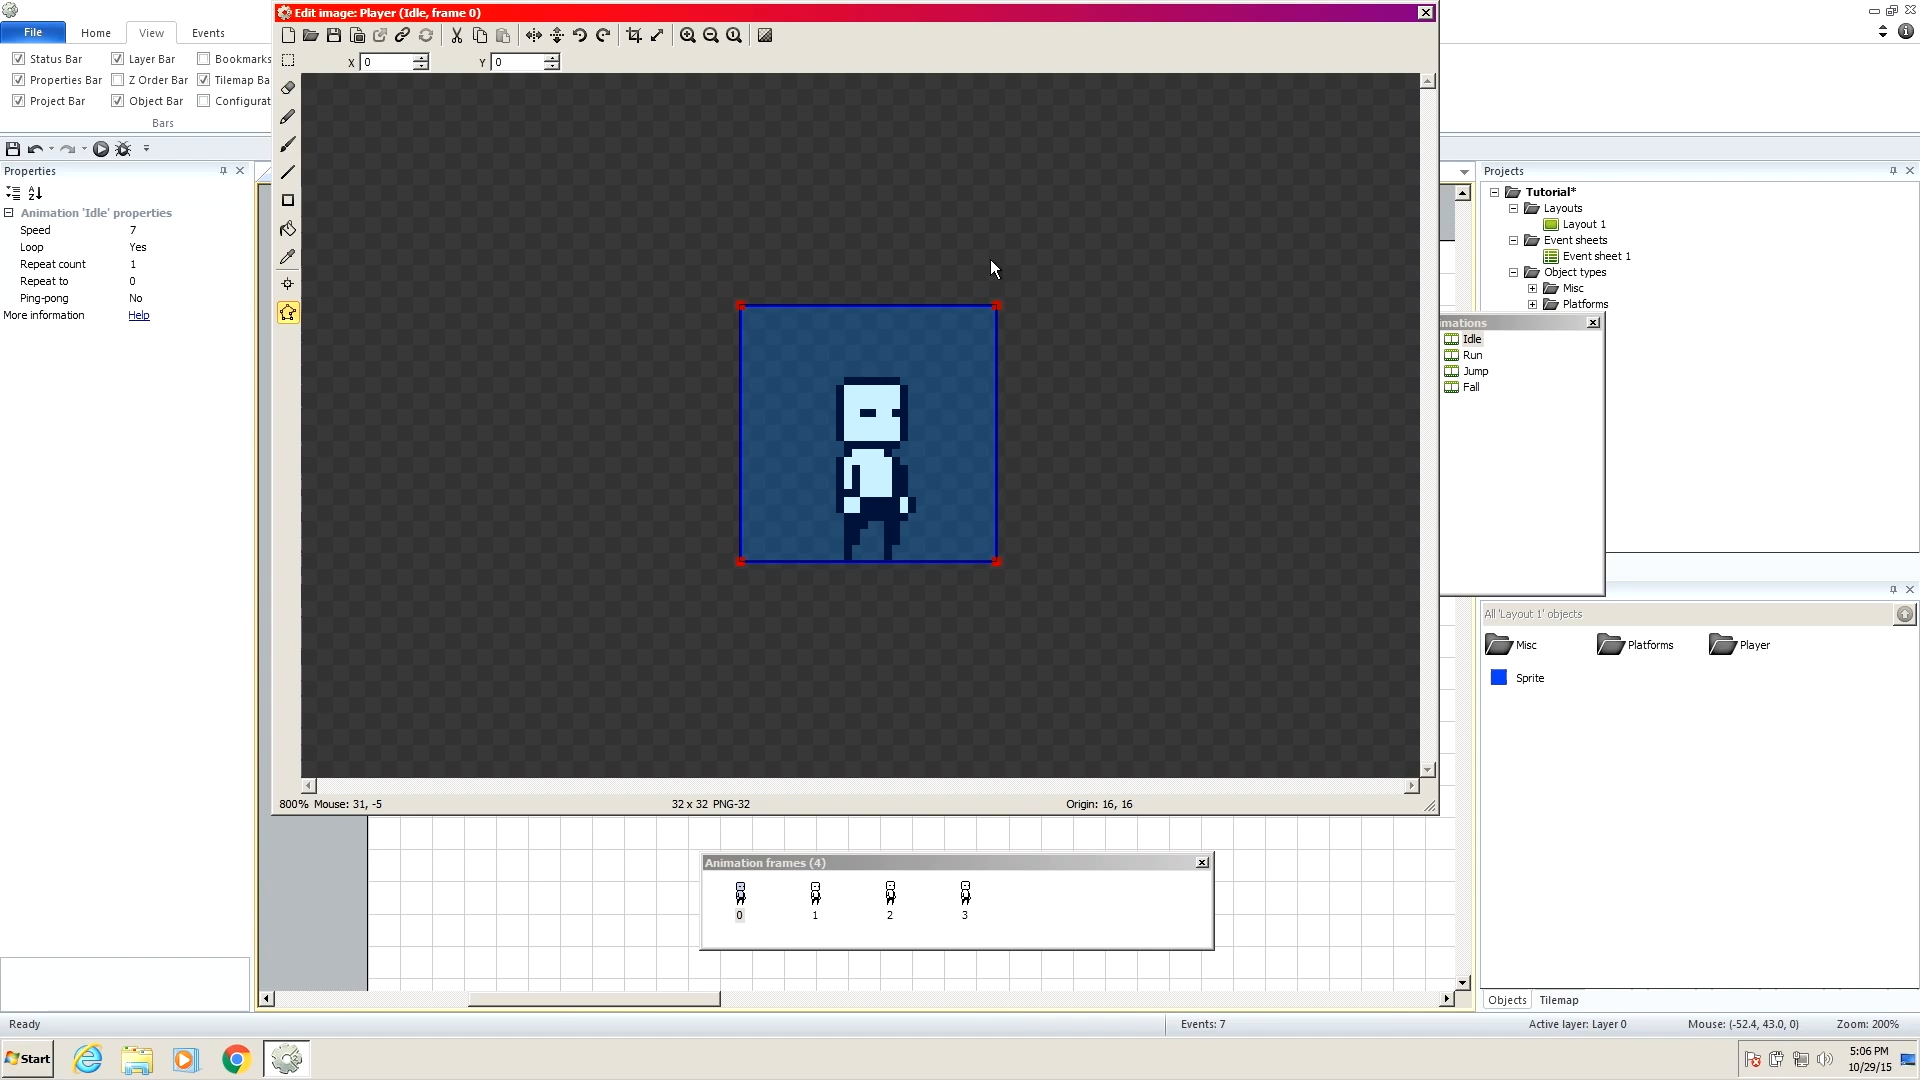 Edit image: Player (Idle, frame 0)
File Home View Events
Status Bar Layer Bar Bookmarks
Properties Bar Z Order Bar Tilemap Ba
Project Bar Object Bar Configurat
Bars
X 0 Y 0
Properties
Animation 'Idle' properties
Speed 7
Loop Yes
Repeat count 1
Repeat to 0
Ping-pong No
More information Help
Projects
Tutorial*
Layouts
Layout 1
Event sheets
Event sheet 1
Object types
Misc
Platforms
mations
Idle
Run
Jump
Fall
All 'Layout 1' objects
Misc Platforms Player
Sprite
800% Mouse: 31, -5 32 x 32 PNG-32 Origin: 16, 16
Animation frames (4)
0 1 2 3
Objects Tilemap
Ready Events: 7 Active layer: Layer 0 Mouse: (-52.4, 43.0, 0) Zoom: 200%
Start
5:06 PM
10/29/15